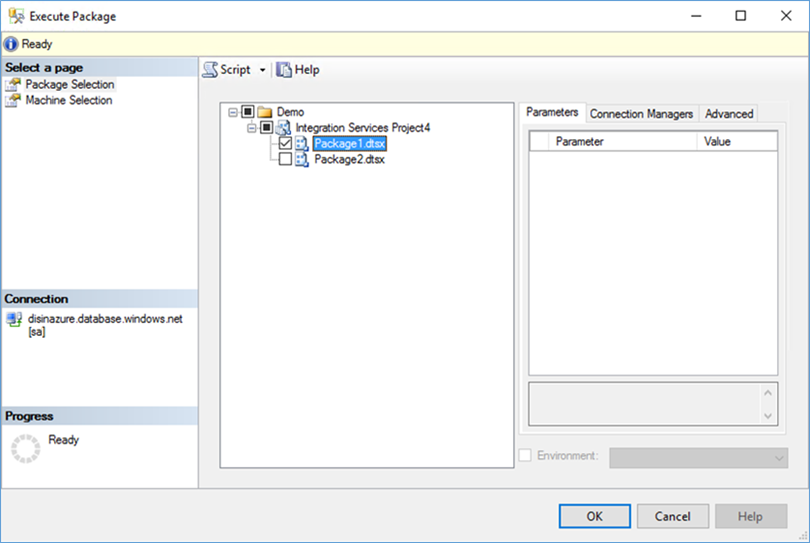 Execute Package
Ready
Select a page
Package Selection
Machine Selection
Connection
disinazure.database.windows.net
[sa]
Progress
Ready
Script
Help
Demo
Integration Services Project4
Package1.dtsx
Package2.dtsx
Parameters Connection Managers Advanced
Parameter Value
Environment:
OK Cancel Help